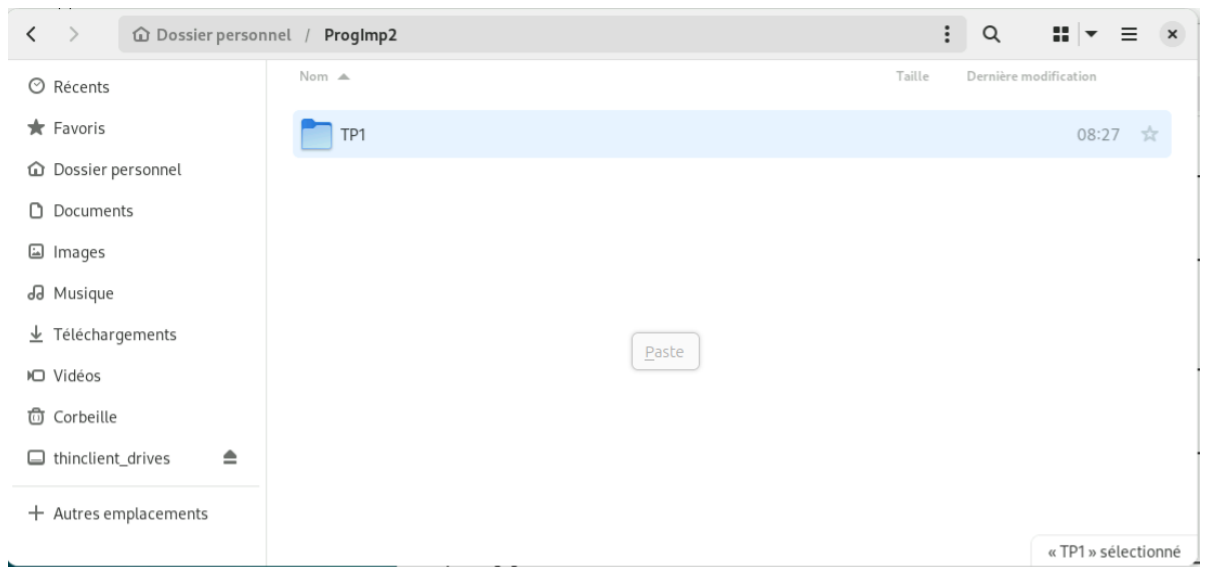 Dossier personnel / ProgImp2
Récents
Favoris
Dossier personnel
Documents
Images
Musique
Téléchargements
Vidéos
Corbeille
thinclient_drives
Autres emplacements
Nom Taille Dernière modification
TP1 08:27
Paste
« TP1 » sélectionné